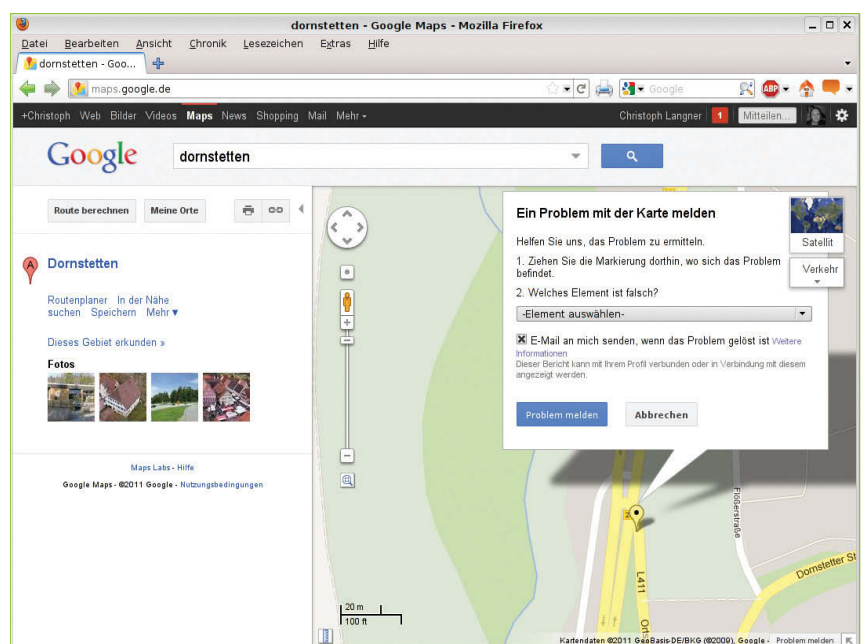 dornstetten - Google Maps - Mozilla Firefox
Datei Bearbeiten Ansicht Chronik Lesezeichen Extras Hilfe
dornstetten - Goo...
maps.google.de
Google
ABP
+Christoph Web Bilder Videos Maps News Shopping Mail Mehr
Christoph Langner 1 Mitteilen...
Google
dornstetten
Route berechnen Meine Orte
A
Dornstetten
Routenplaner In der Nähe
suchen Speichern Mehr▼
Dieses Gebiet erkunden »
Fotos
Maps Labs - Hilfe
Google Maps - ©2011 Google - Nutzungsbedingungen
Ein Problem mit der Karte melden
Helfen Sie uns, das Problem zu ermitteln.
1. Ziehen Sie die Markierung dorthin, wo sich das Problem
befindet.
2. Welches Element ist falsch?
-Element auswählen-
E-Mail an mich senden, wenn das Problem gelöst ist Weitere
Informationen
Dieser Bericht kann mit Ihrem Profil verbunden oder in Verbindung mit diesem
angezeigt werden.
Problem melden Abbrechen
Satellit
Verkehr
Flößerstraße
2
L411
Dornstetter St
Orts
20 m
100 ft
Kartendaten ©2011 GeoBasis-DE/BKG (©2009), Google - Problem melden